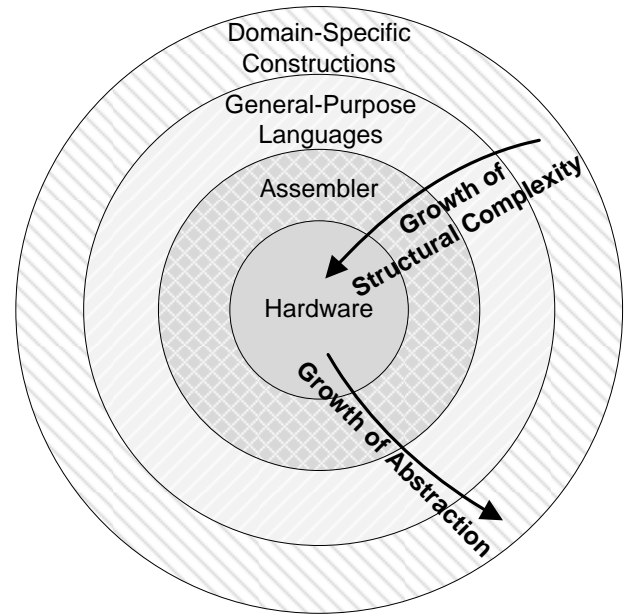 Domain-Specific
Constructions
General-Purpose
Languages
Assembler
Growth of
Structural Complexity
Hardware
Growth of Abstraction